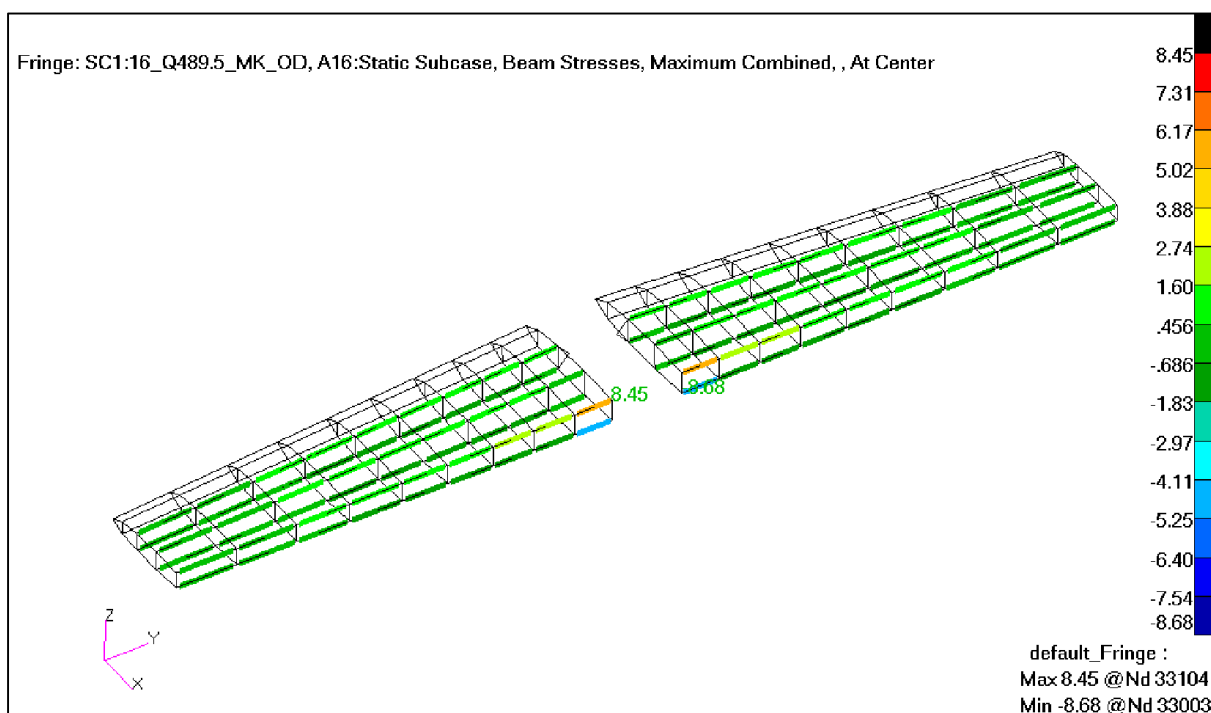 Fringe: SC1:16_Q489.5_MK_OD, A16:Static Subcase, Beam Stresses, Maximum Combined, , At Center
8.45
7.31
6.17
5.02
3.88
2.74
1.60
.456
-.686
-1.83
-2.97
-4.11
-5.25
-6.40
-7.54
-8.68
8.45
-8.68
Z
Y
X
default_Fringe :
Max 8.45 @Nd 33104
Min -8.68 @Nd 33003